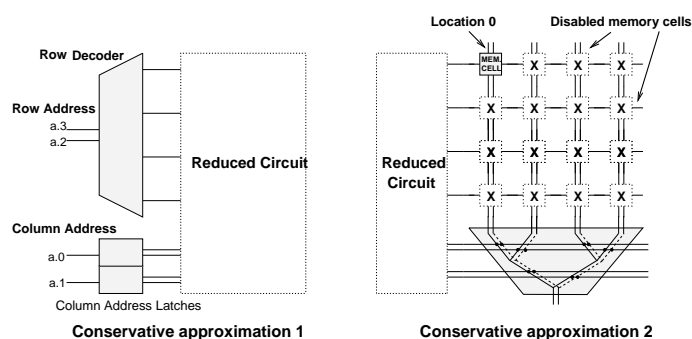 Row Decoder
Row Address
a.3
a.2
Reduced Circuit
Column Address
a.0
a.1
Column Address Latches
Conservative approximation 1
Location 0
Disabled memory cells
MEM. CELL
X X X
X X X X
X X X X
X X X X
Reduced
Circuit
Conservative approximation 2